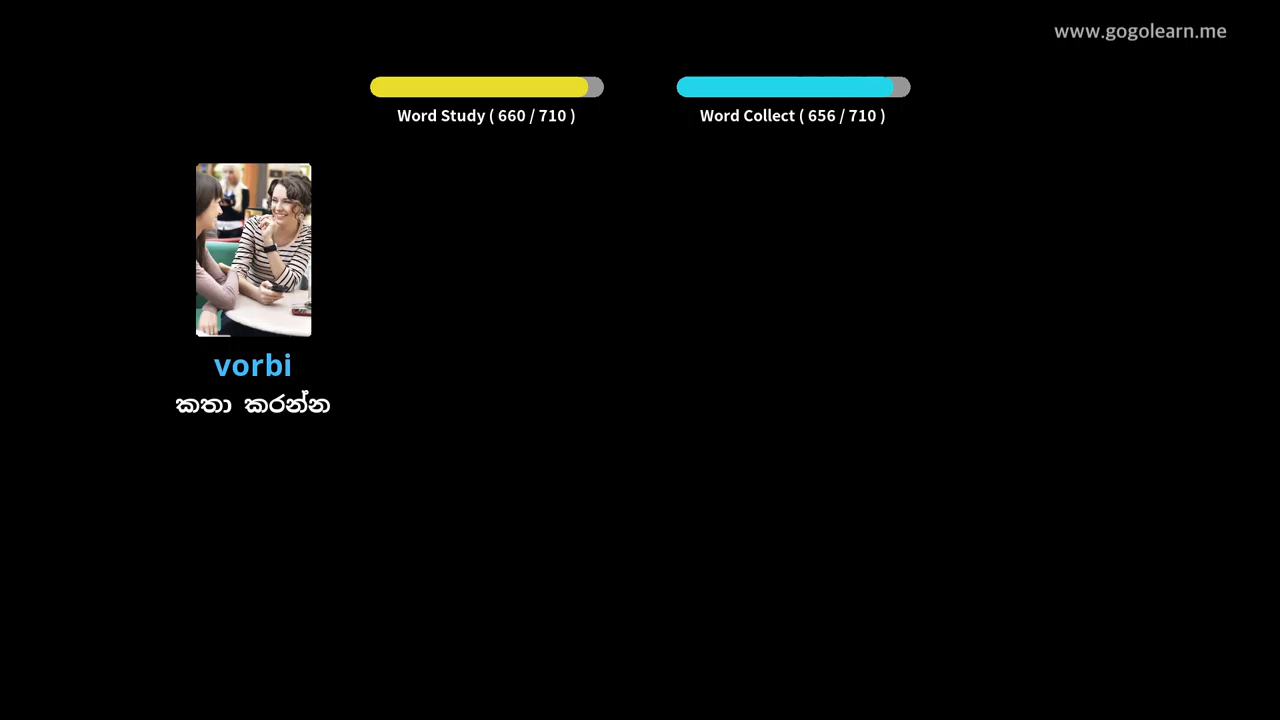 www.gogolearn.me
Word Study ( 660 / 710 )
Word Collect ( 656 / 710 )
vorbi
කතා කරන්න